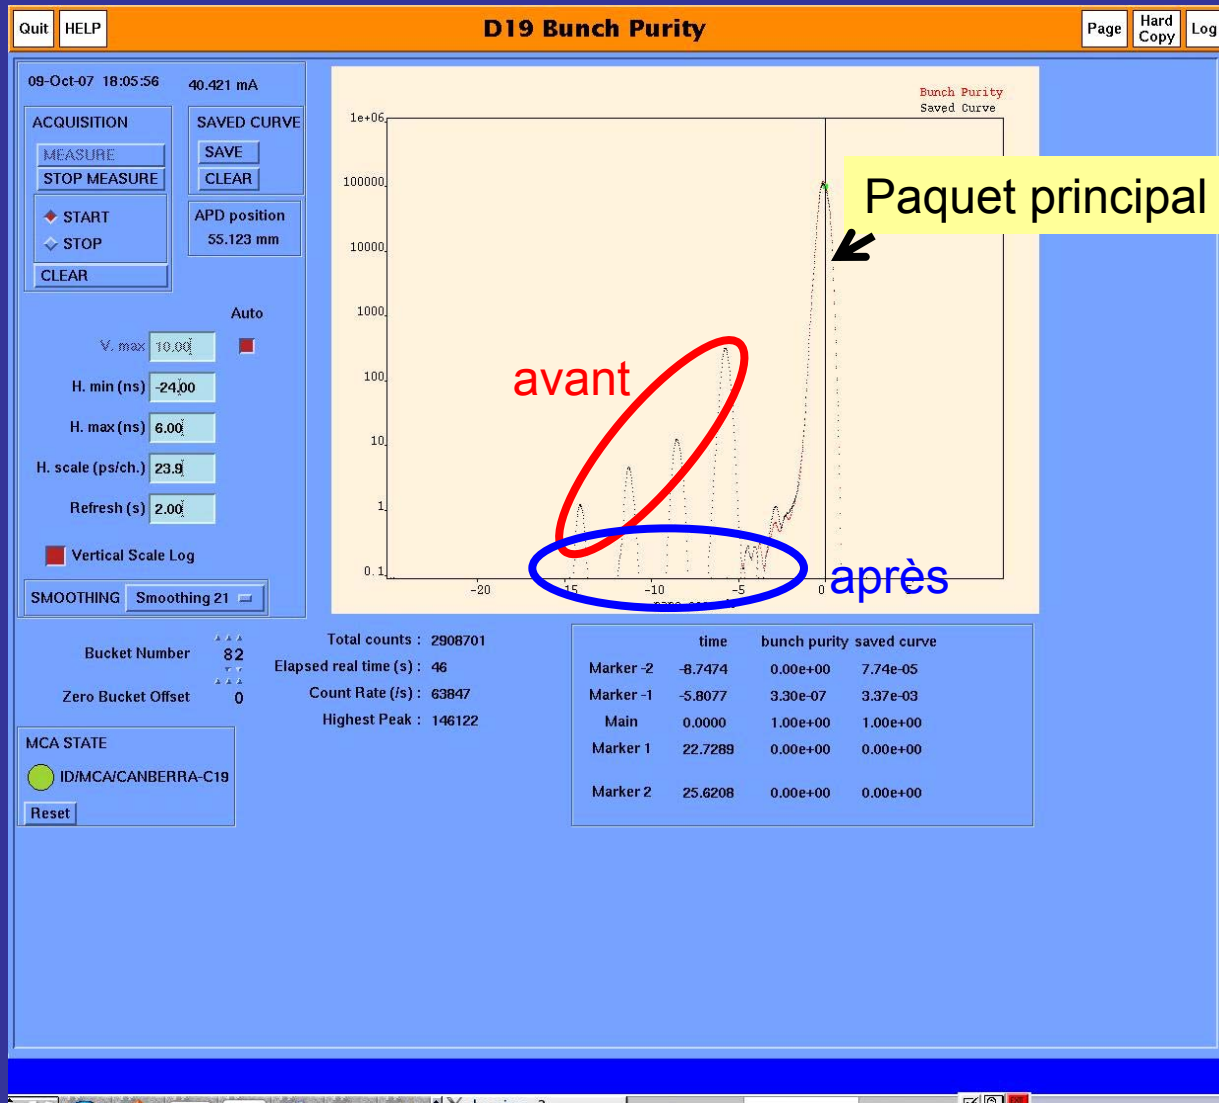 Quit HELP D19 Bunch Purity Page Hard Copy Log
09-Oct-07 18:05:56 40.421 mA
ACQUISITION
MEASURE
STOP MEASURE
START
STOP
CLEAR
SAVED CURVE
SAVE
CLEAR
APD position
55.123 mm
Auto
V. max 10.00
H. min (ns) -24.00
H. max (ns) 6.00
H. scale (ps/ch.) 23.9
Refresh (s) 2.00
Vertical Scale Log
SMOOTHING Smoothing 21
Bunch Purity
Saved Curve
1e+06
100000
10000
1000
100
10
1
0.1
-20 -15 -10 -5 0
Paquet principal
avant
après
Bucket Number 82
Zero Bucket Offset 0
Total counts : 2908701
Elapsed real time (s) : 46
Count Rate (/s) : 63847
Highest Peak : 146122
MCA STATE
ID/MCA/CANBERRA-C19
Reset
time bunch purity saved curve
Marker -2 -8.7474 0.00e+00 7.74e-05
Marker -1 -5.8077 3.30e-07 3.37e-03
Main 0.0000 1.00e+00 1.00e+00
Marker 1 22.7289 0.00e+00 0.00e+00
Marker 2 25.6208 0.00e+00 0.00e+00